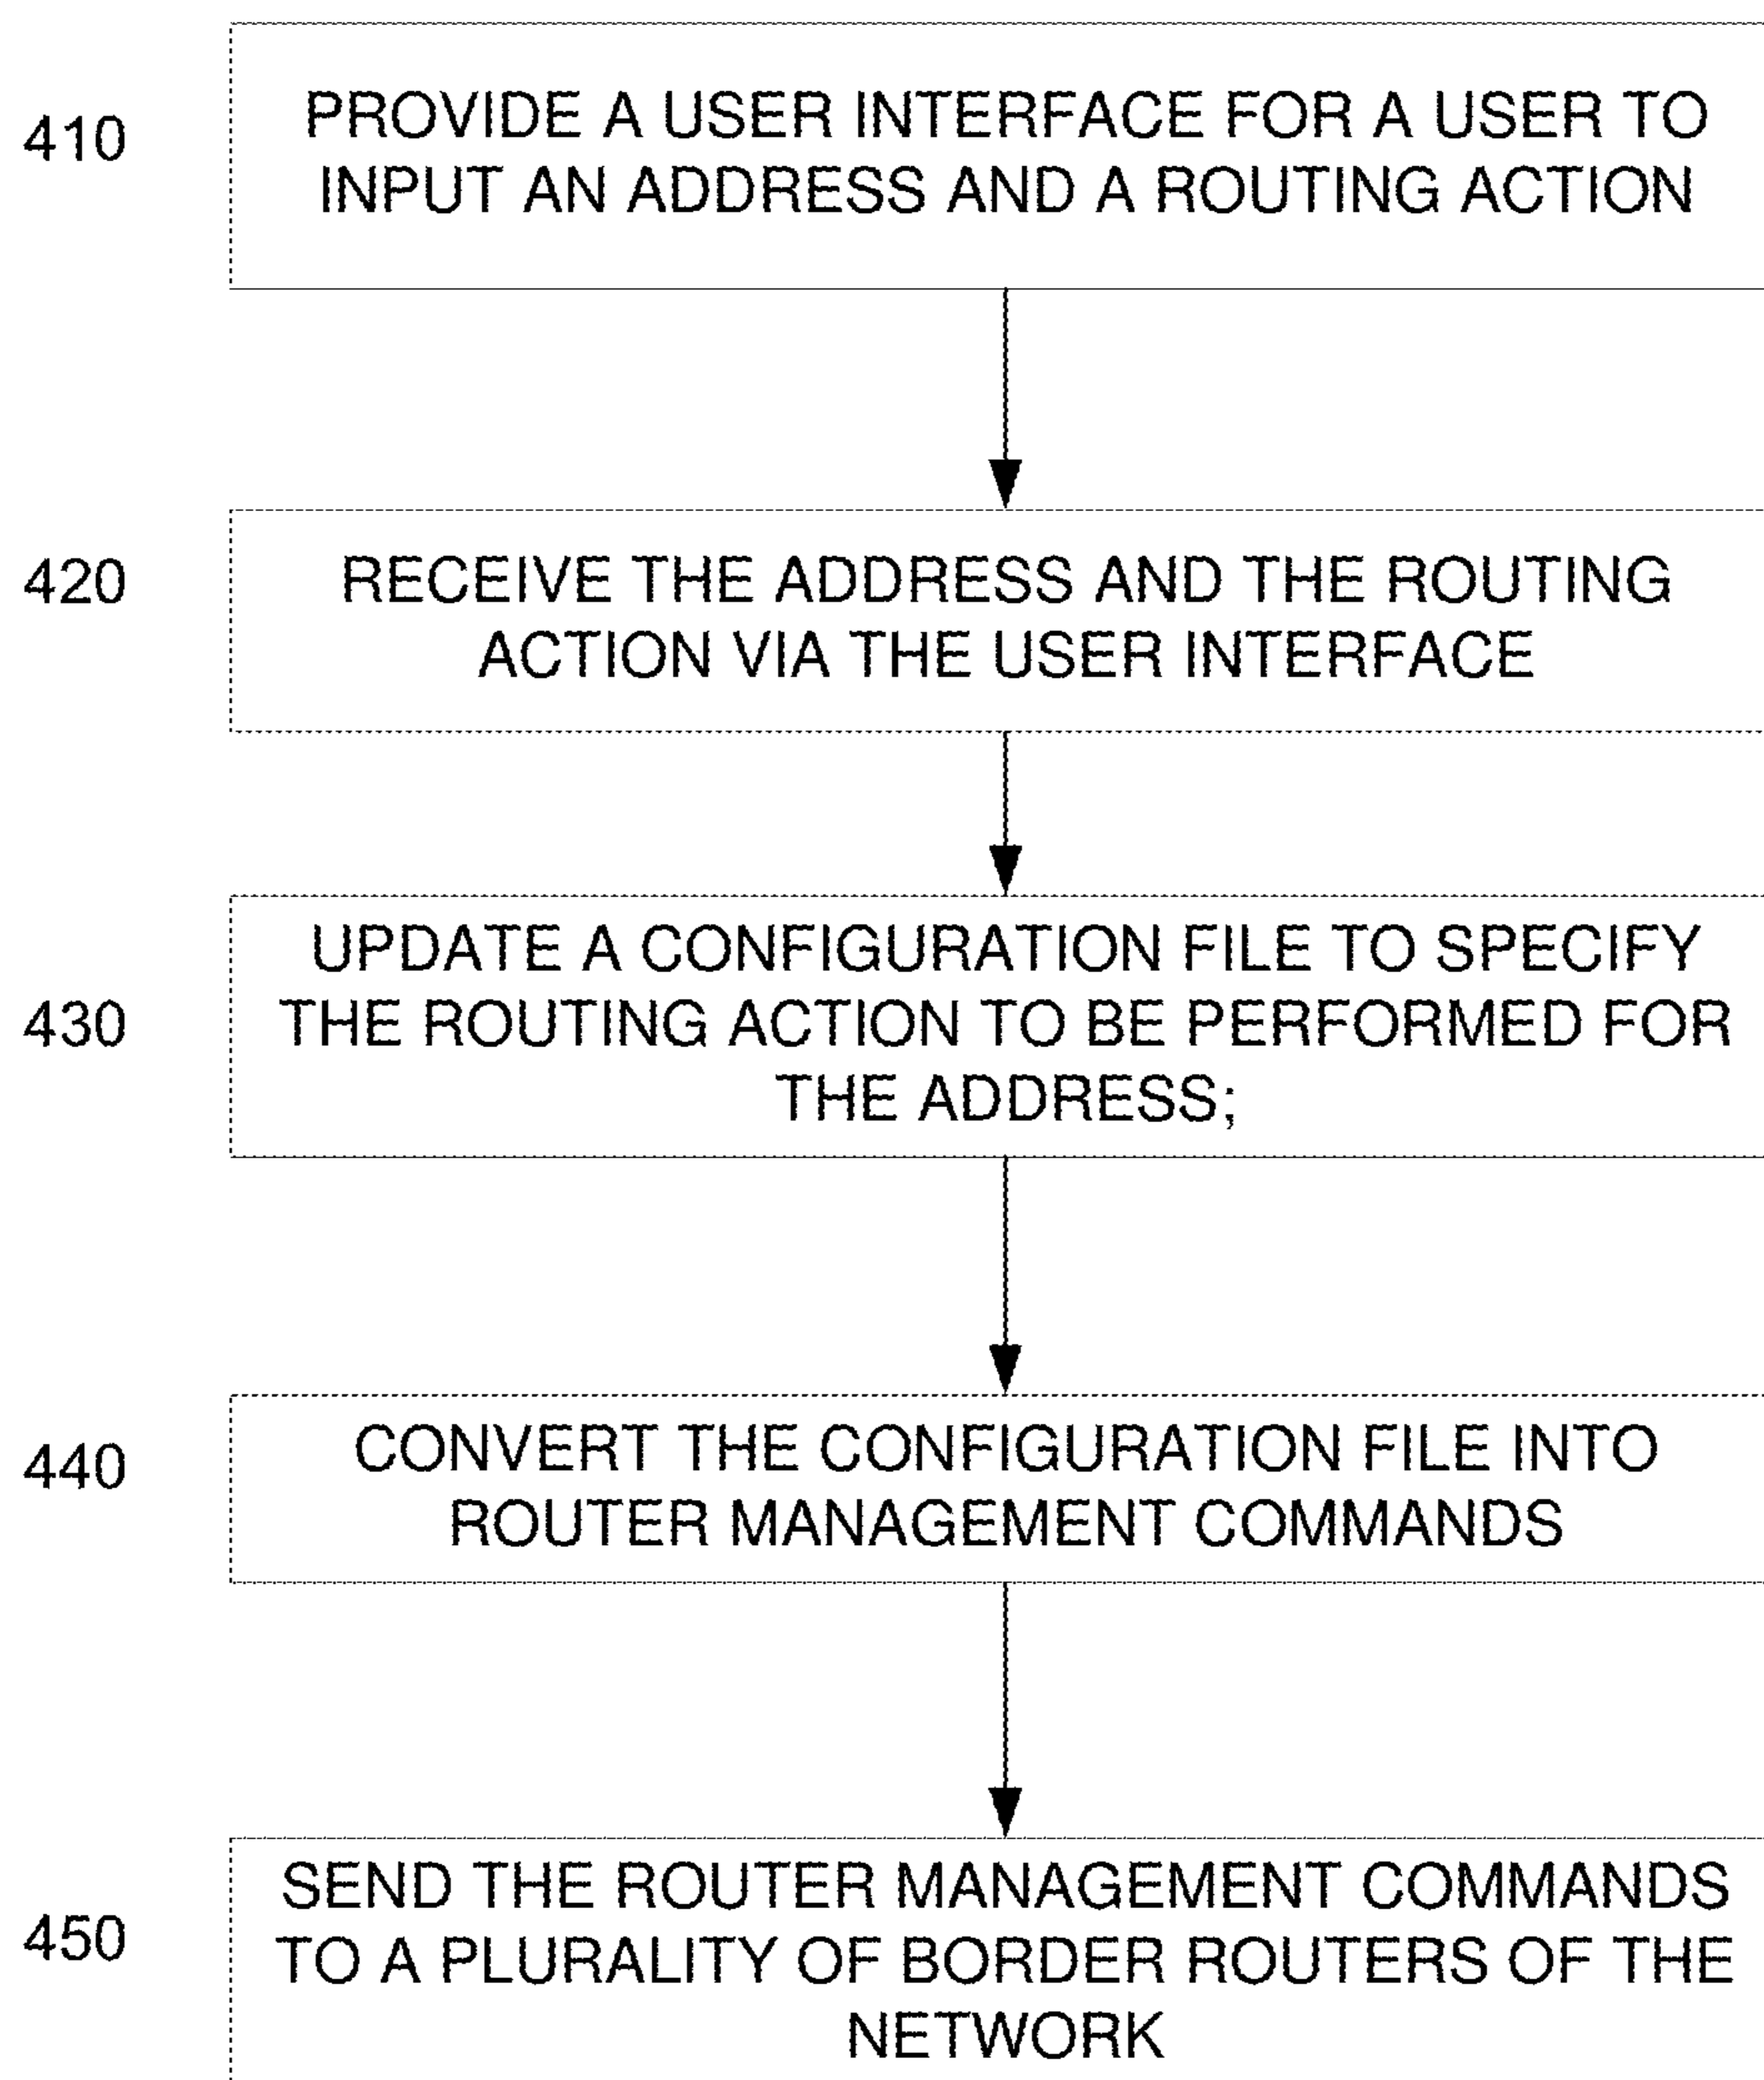 410
PROVIDE A USER INTERFACE FOR A USER TO
INPUT AN ADDRESS AND A ROUTING ACTION
420
RECEIVE THE ADDRESS AND THE ROUTING
ACTION VIA THE USER INTERFACE
430
UPDATE A CONFIGURATION FILE TO SPECIFY
THE ROUTING ACTION TO BE PERFORMED FOR
THE ADDRESS;
440
CONVERT THE CONFIGURATION FILE INTO
ROUTER MANAGEMENT COMMANDS
450
SEND THE ROUTER MANAGEMENT COMMANDS
TO A PLURALITY OF BORDER ROUTERS OF THE
NETWORK